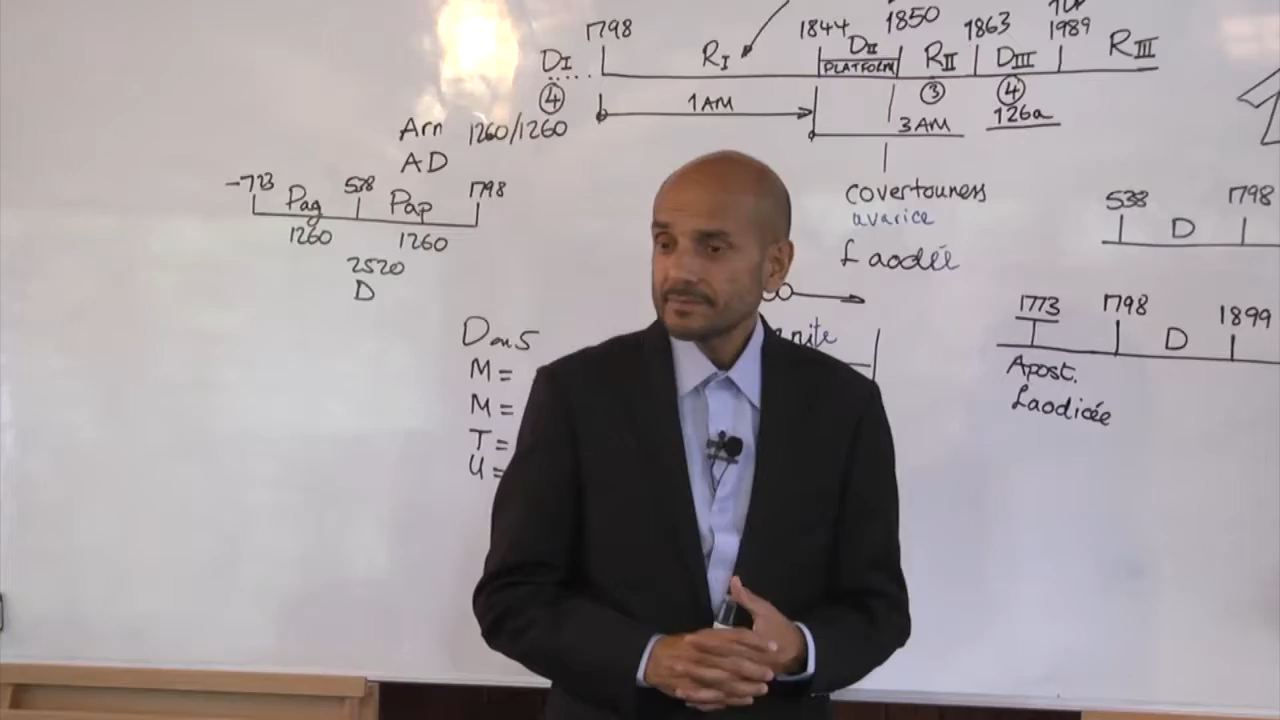 1798 1844 1850 1863 1989
DI RI DII RII DIII RIII
PLATFORM
④ 1AM ③ ④
3AM 126a
Arn 1260/1260
AD
-723 538 1798
Pag Pap
1260 1260
2520
D
covertouness
avarice
Laodée
Dan 5
M =
M =
T =
U =
538 1798
D
1773 1798 1899
D
Apost.
Laodicée